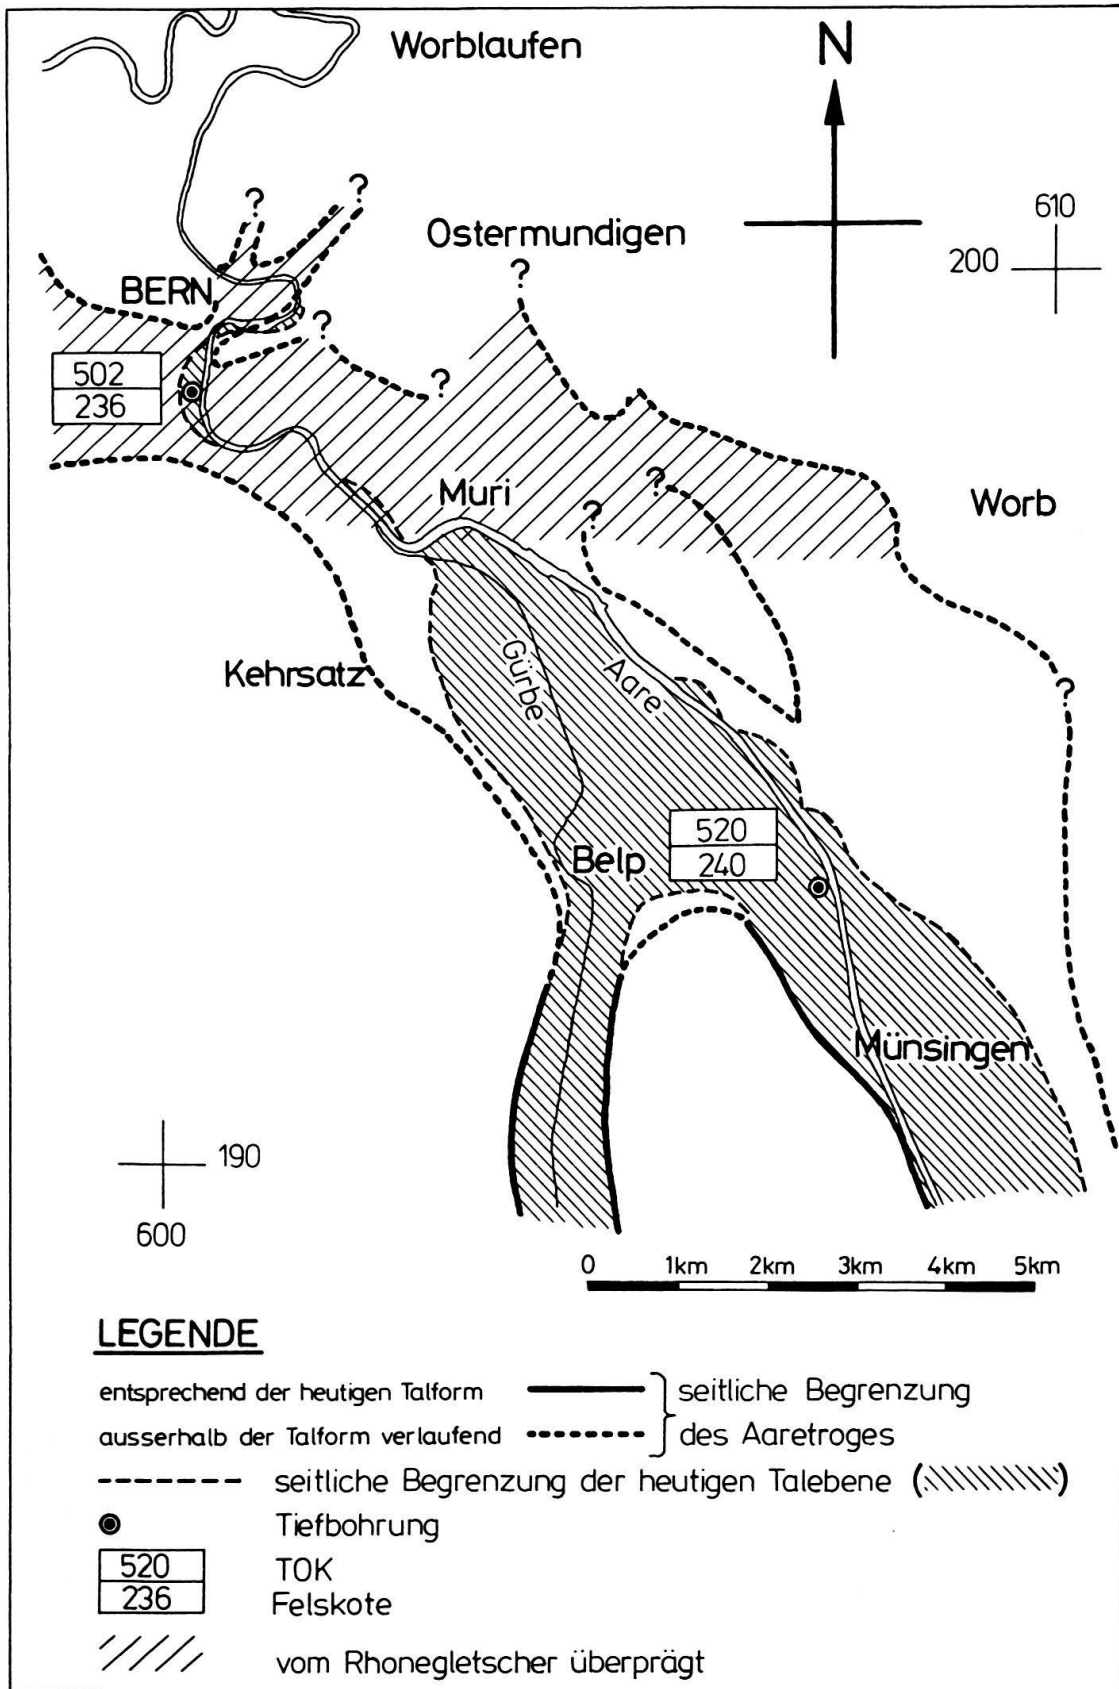 Worblaufen
N
?
?
Ostermundigen
610
200
?
BERN
?
502
236
?
?
Muri
?
Worb
Kehrsatz
Gürbe
Aare
?
520
240
Belp
Münsingen
190
600
0 1km 2km 3km 4km 5km
LEGENDE
entsprechend der heutigen Talform
seitliche Begrenzung
ausserhalb der Talform verlaufend
des Aaretroges
seitliche Begrenzung der heutigen Talebene ( )
Tiefbohrung
520 TOK
236 Felskote
vom Rhonegletscher überprägt